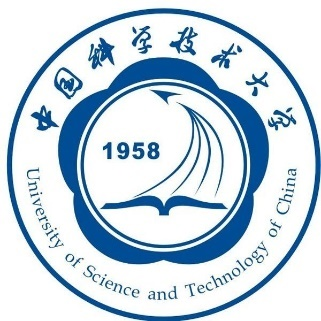 中国科学技术大学
1958
University of Science and Technology of China